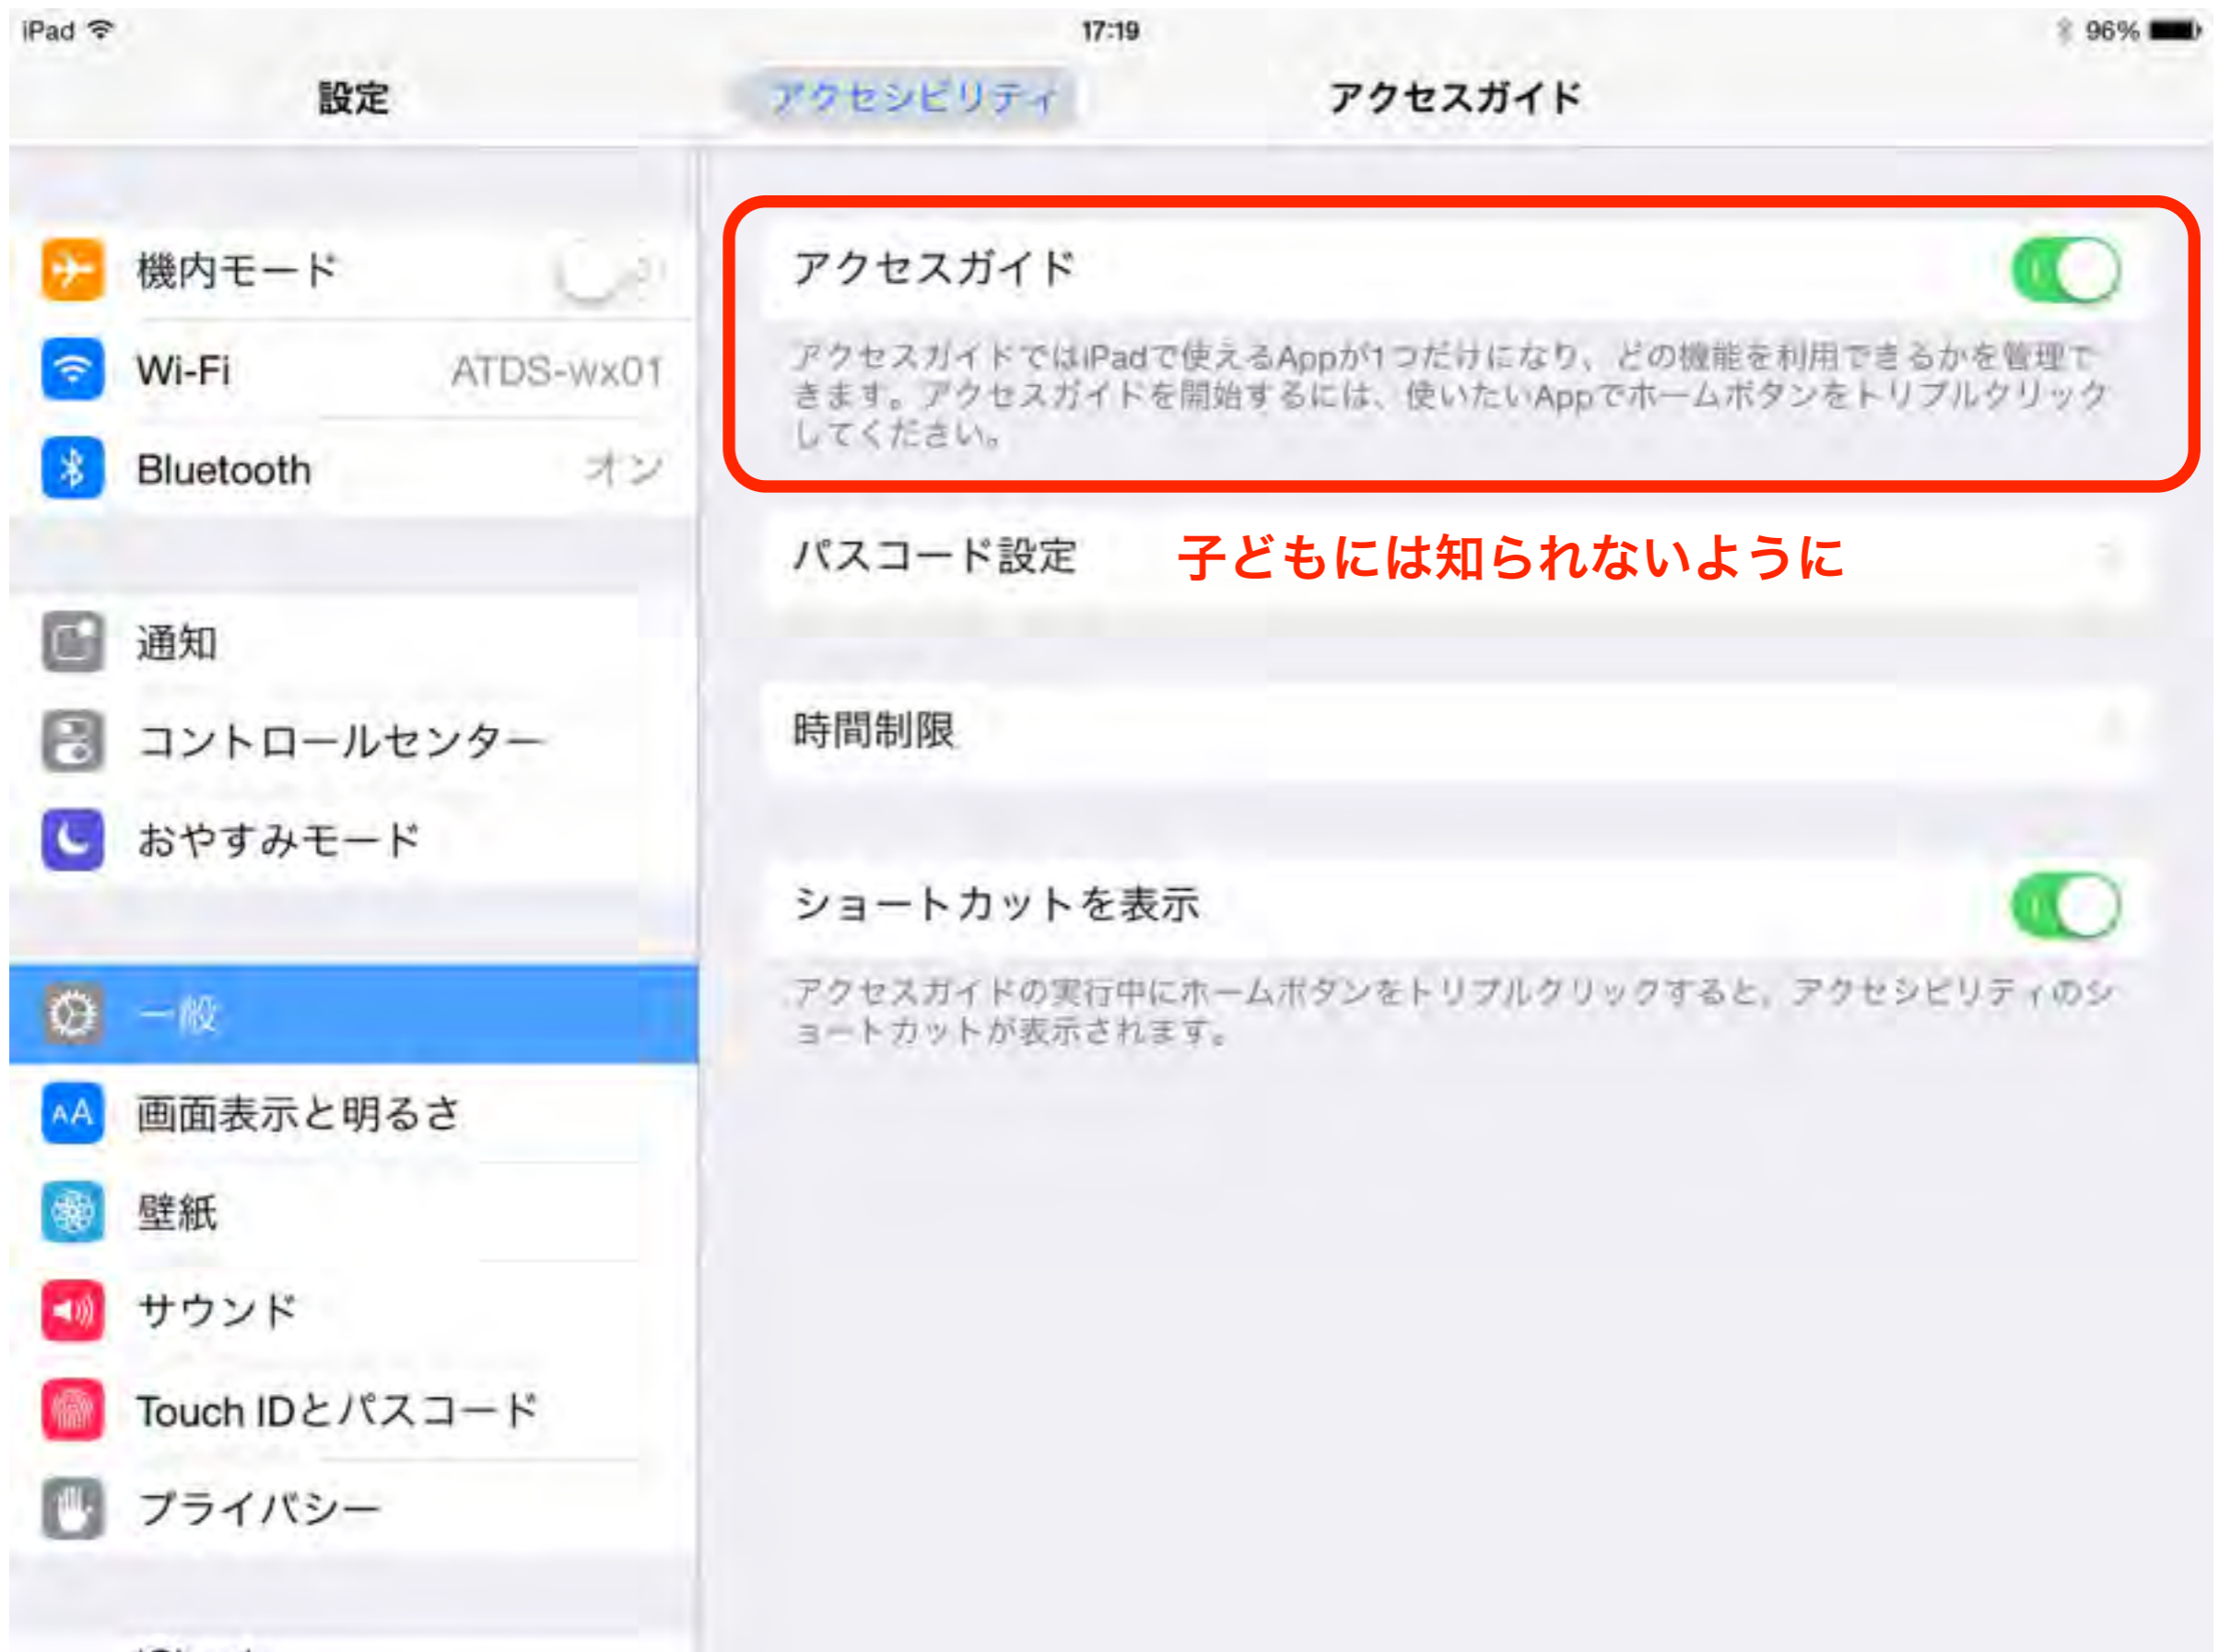 iPad 17:19 96%
設定 アクセシビリティ アクセスガイド
機内モード
Wi-Fi ATDS-wx01
Bluetooth オン
通知
コントロールセンター
おやすみモード
一般
画面表示と明るさ
壁紙
サウンド
Touch IDとパスコード
プライバシー
アクセスガイド
アクセスガイドではiPadで使えるAppが1つだけになり、どの機能を利用できるかを管理で
きます。アクセスガイドを開始するには、使いたいAppでホームボタンをトリプルクリック
してください。
パスコード設定 子どもには知られないように
時間制限
ショートカットを表示
アクセスガイドの実行中にホームボタンをトリプルクリックすると、アクセシビリティのシ
ョートカットが表示されます。